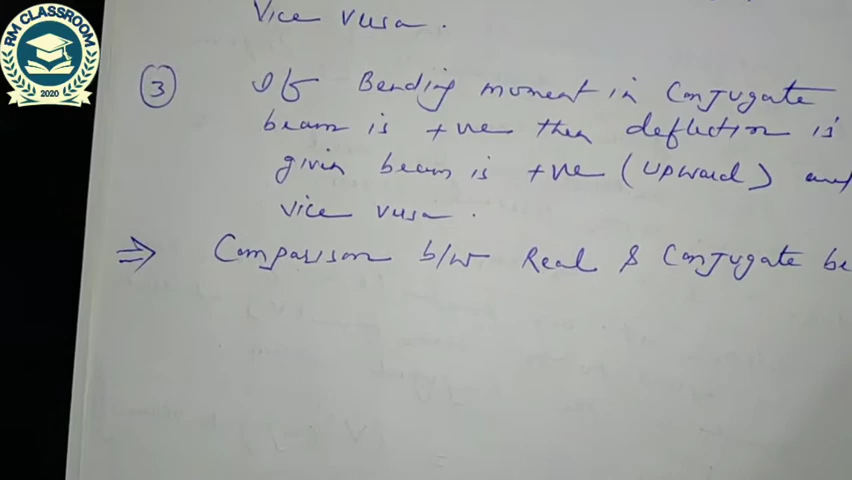 RM CLASSROOM
2020
Vice versa.
3 If Bending moment in Conjugate
beam is +ve then deflection is
given beam is +ve (upward) and
vice versa.
⇒ Comparison b/w Real & Conjugate be